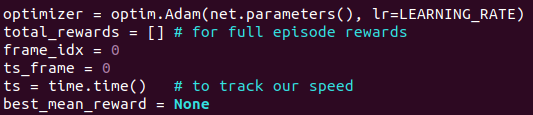 optimizer = optim.Adam(net.parameters(), lr=LEARNING_RATE)
total_rewards = [] # for full episode rewards
frame_idx = 0
ts_frame = 0
ts = time.time()   # to track our speed
best_mean_reward = None